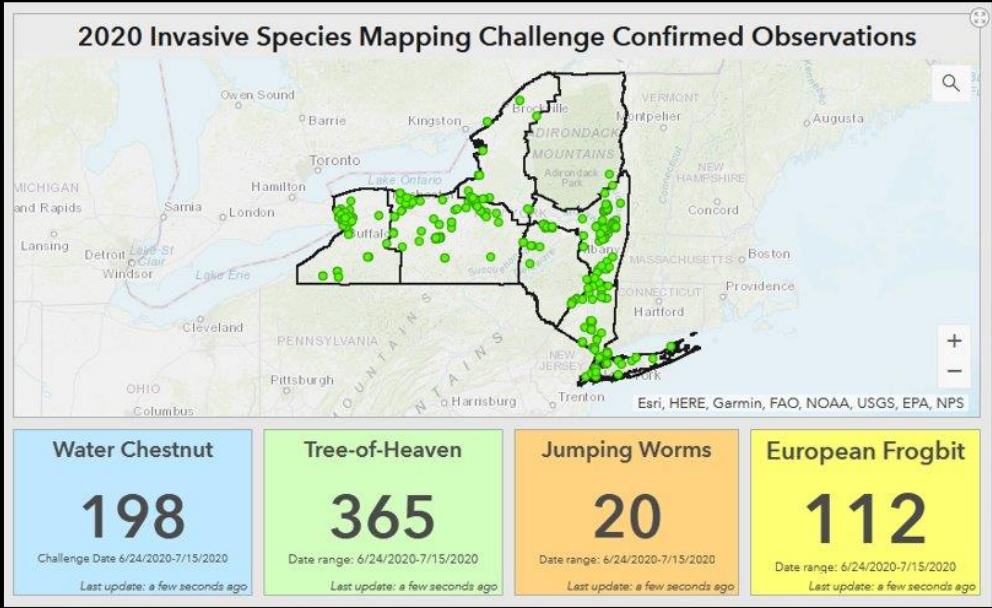 2020 Invasive Species Mapping Challenge Confirmed Observations
Owen Sound
Barrie
Kingston
Brockville
VERMONT
Montpelier
Augusta
ADIRONDACK
MOUNTAINS
Adirondack
Park
Toronto
Lake Ontario
NEW
HAMPSHIRE
Concord
MICHIGAN
and Rapids
Sarnia
London
Hamilton
Buffalo
Lansing
Detroit
Lake St
Clair
Windsor
Lake Erie
Albany
MASSACHUSETTS
Boston
CONNECTICUT
Providence
Hartford
Cleveland
PENNSYLVANIA
NEW
JERSEY
OHIO
Pittsburgh
Harrisburg
Trenton
Columbus
Connecticut
+
−
Esri, HERE, Garmin, FAO, NOAA, USGS, EPA, NPS
Water Chestnut
198
Challenge Date 6/24/2020-7/15/2020
Last update: a few seconds ago
Tree-of-Heaven
365
Date range: 6/24/2020-7/15/2020
Last update: a few seconds ago
Jumping Worms
20
Date range: 6/24/2020-7/15/2020
Last update: a few seconds ago
European Frogbit
112
Date range: 6/24/2020-7/15/2020
Last update: a few seconds ago